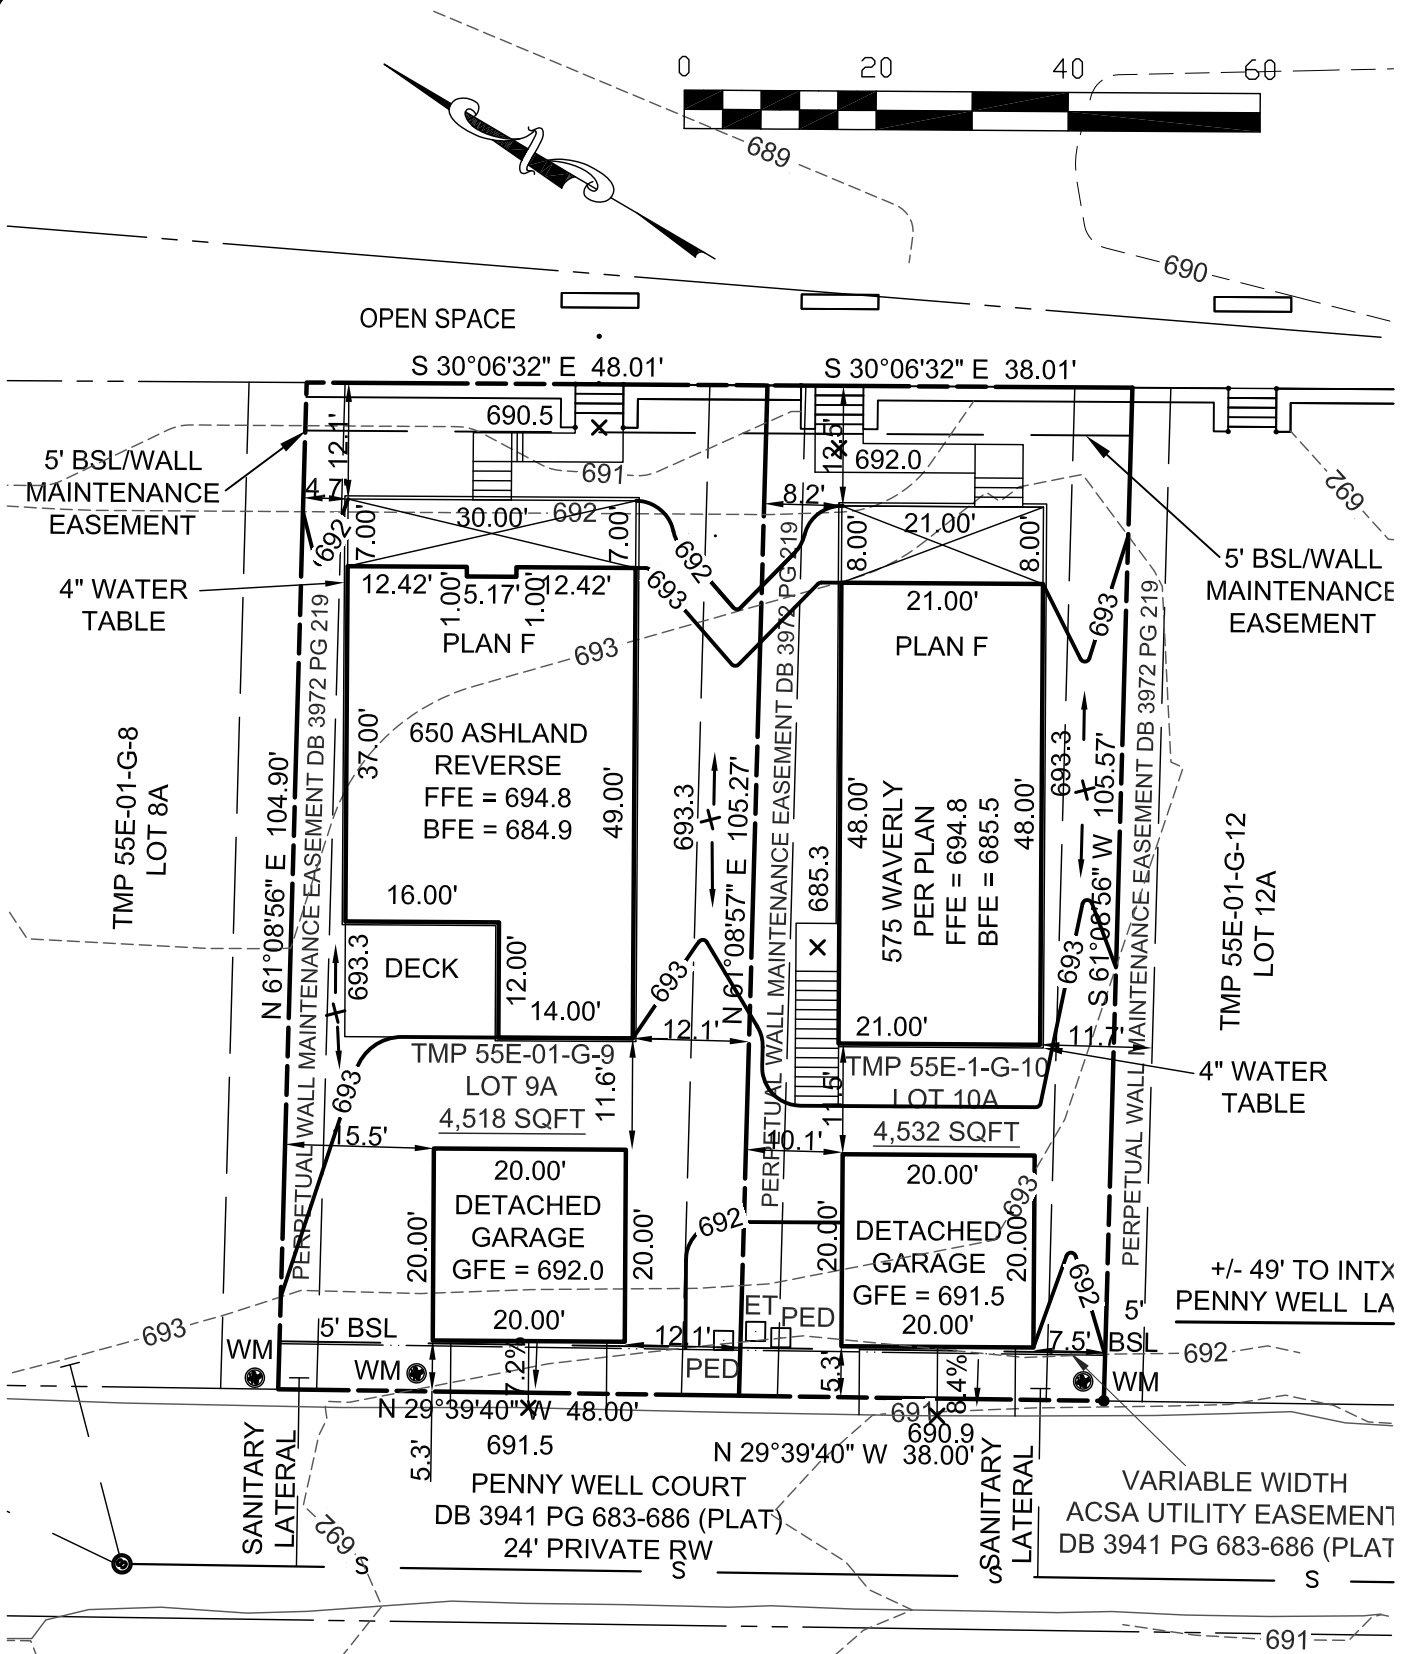 0 20 40 60
689
690
OPEN SPACE
S 30°06'32" E 48.01'
S 30°06'32" E 38.01'
690.5
12.1'
12.5'
692.0
691
692
5' BSL/WALL
MAINTENANCE
EASEMENT
4.7'
692
7.00'
30.00'
692
7.00'
8.2'
8.00'
21.00'
8.00'
5' BSL/WALL
MAINTENANCE
EASEMENT
4" WATER
TABLE
12.42'
1.00'
5.17'
1.00'
12.42'
PLAN F
692
693
693
21.00'
PLAN F
693
PERPETUAL WALL MAINTENANCE EASEMENT DB 3972 PG 219
PERPETUAL WALL MAINTENANCE EASEMENT DB 3972 PG 219
PERPETUAL WALL MAINTENANCE EASEMENT DB 3972 PG 219
TMP 55E-01-G-8
LOT 8A
N 61°08'56" E 104.90'
37.00'
650 ASHLAND
REVERSE
FFE = 694.8
BFE = 684.9
49.00'
693.3
N 61°08'57" E 105.27'
685.3
48.00'
575 WAVERLY
PER PLAN
FFE = 694.8
BFE = 685.5
48.00'
693.3
S 61°08'56" W 105.57'
TMP 55E-01-G-12
LOT 12A
16.00'
693.3
DECK
12.00'
14.00'
693
693
21.00'
12.1'
11.7'
TMP 55E-01-G-9
LOT 9A
4,518 SQFT
11.6'
693
TMP 55E-1-G-10
LOT 10A
4,532 SQFT
11.5'
4" WATER
TABLE
15.5'
10.1'
20.00'
DETACHED
GARAGE
GFE = 692.0
20.00'
20.00'
20.00'
692
20.00'
DETACHED
GARAGE
GFE = 691.5
20.00'
20.00'
20.00'
693
692
+/- 49' TO INTX
PENNY WELL LA
693
5' BSL
WM
WM
7.2%
12.1'
ET
PED
PED
5.3'
8.4%
7.5'
5'
BSL
692
WM
N 29°39'40" W 48.00'
691.5
5.3'
691
690.9
N 29°39'40" W 38.00'
SANITARY
LATERAL
SANITARY
LATERAL
PENNY WELL COURT
DB 3941 PG 683-686 (PLAT)
24' PRIVATE RW
VARIABLE WIDTH
ACSA UTILITY EASEMENT
DB 3941 PG 683-686 (PLAT
692
S
S
S
S
691